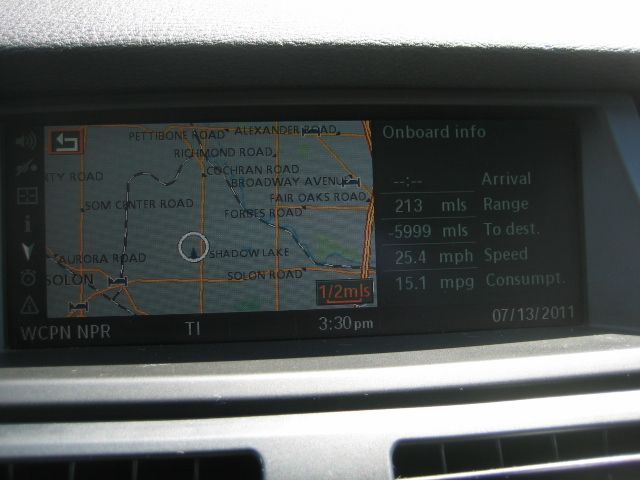 PETTIBONE ROAD
ALEXANDER ROAD
RICHMOND ROAD
COCHRAN ROAD
TY ROAD
BROADWAY AVENU
FAIR OAKS ROAD
SOM CENTER ROAD
FORBES ROAD
SHADOW LAKE
AURORA ROAD
SOLON
SOLON ROAD
1/2mls
Onboard info
--:-- Arrival
213 mls Range
-5999 mls To dest.
25.4 mph Speed
15.1 mpg Consumpt.
07/13/2011
WCPN NPR TI 3:30pm